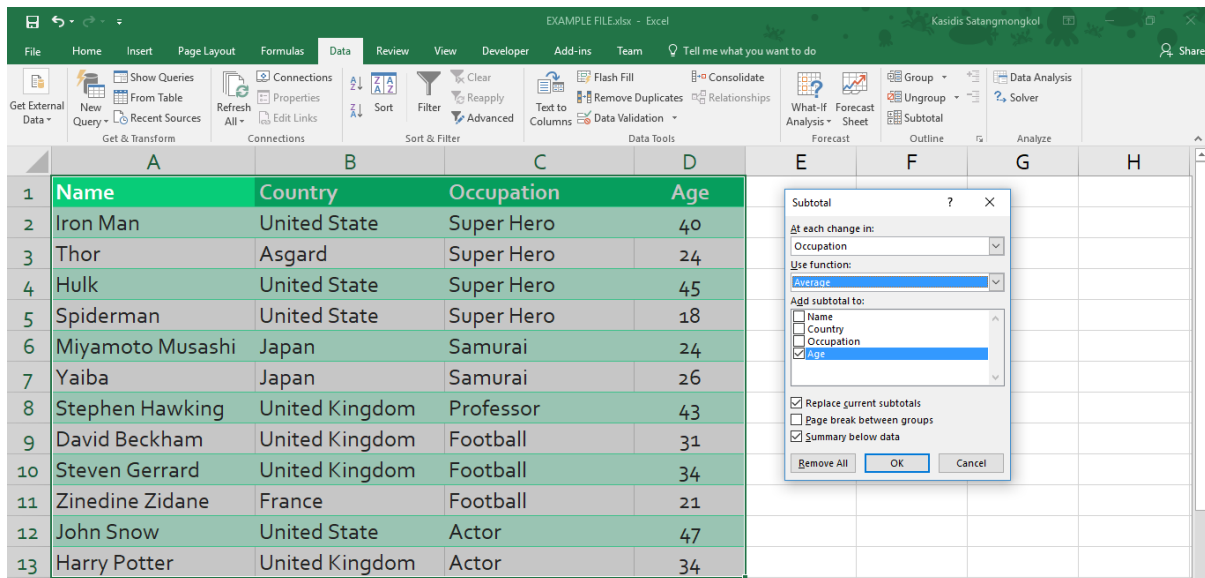 EXAMPLE FILE.xlsx - Excel
Kasidis Satangmongkol
File Home Insert Page Layout Formulas Data Review View Developer Add-ins Team Tell me what you want to do Share
Get External Data
New Query
Show Queries
From Table
Recent Sources
Get & Transform
Refresh All
Connections
Properties
Edit Links
Connections
Sort
Filter
Clear
Reapply
Advanced
Sort & Filter
Text to Columns
Flash Fill
Remove Duplicates
Data Validation
Consolidate
Relationships
Data Tools
What-If Analysis
Forecast Sheet
Forecast
Group
Ungroup
Subtotal
Outline
Data Analysis
Solver
Analyze
A B C D E F G H
1 Name Country Occupation Age
2 Iron Man United State Super Hero 40
3 Thor Asgard Super Hero 24
4 Hulk United State Super Hero 45
5 Spiderman United State Super Hero 18
6 Miyamoto Musashi Japan Samurai 24
7 Yaiba Japan Samurai 26
8 Stephen Hawking United Kingdom Professor 43
9 David Beckham United Kingdom Football 31
10 Steven Gerrard United Kingdom Football 34
11 Zinedine Zidane France Football 21
12 John Snow United State Actor 47
13 Harry Potter United Kingdom Actor 34
Subtotal ?
At each change in:
Occupation
Use function:
Average
Add subtotal to:
Name
Country
Occupation
Age
Replace current subtotals
Page break between groups
Summary below data
Remove All OK Cancel